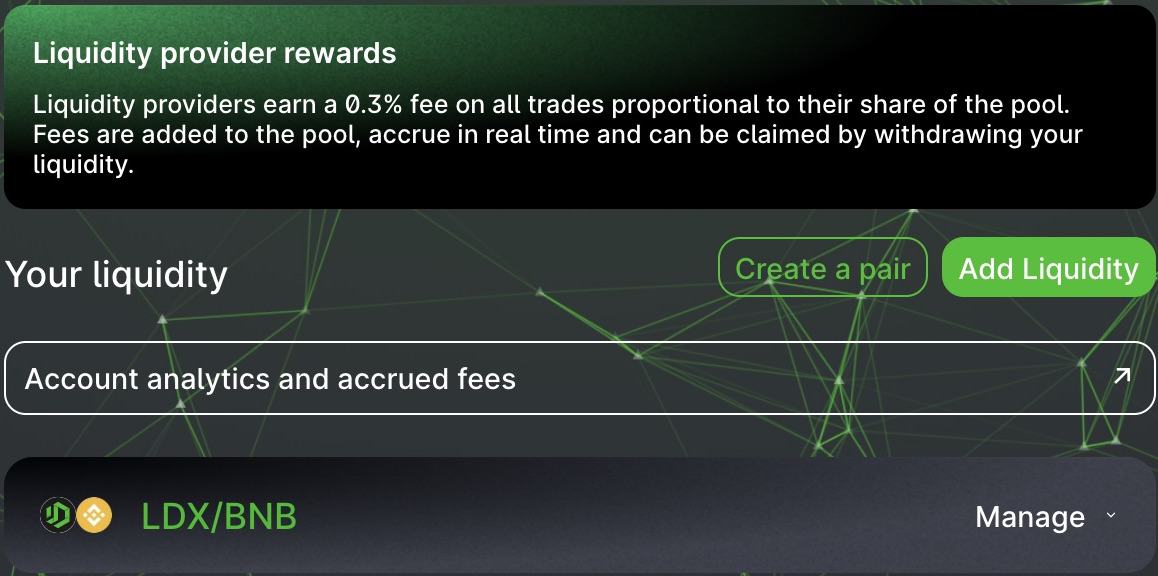 Liquidity provider rewards
Liquidity providers earn a 0.3% fee on all trades proportional to their share of the pool.
Fees are added to the pool, accrue in real time and can be claimed by withdrawing your
liquidity.
Your liquidity
Create a pair
Add Liquidity
Account analytics and accrued fees
LDX/BNB
Manage